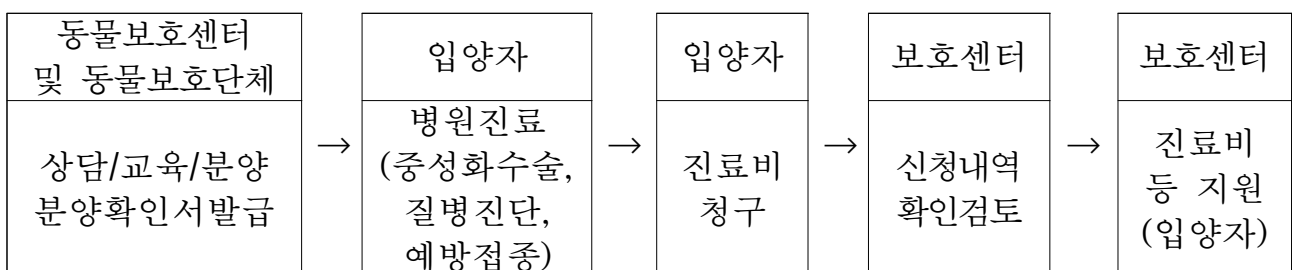 동물보호센터
및 동물보호단체
상담/교육/분양
분양확인서발급
→
입양자
병원진료
(중성화수술,
질병진단,
예방접종)
→
입양자
진료비
청구
→
보호센터
신청내역
확인검토
→
보호센터
진료비
등 지원
(입양자)